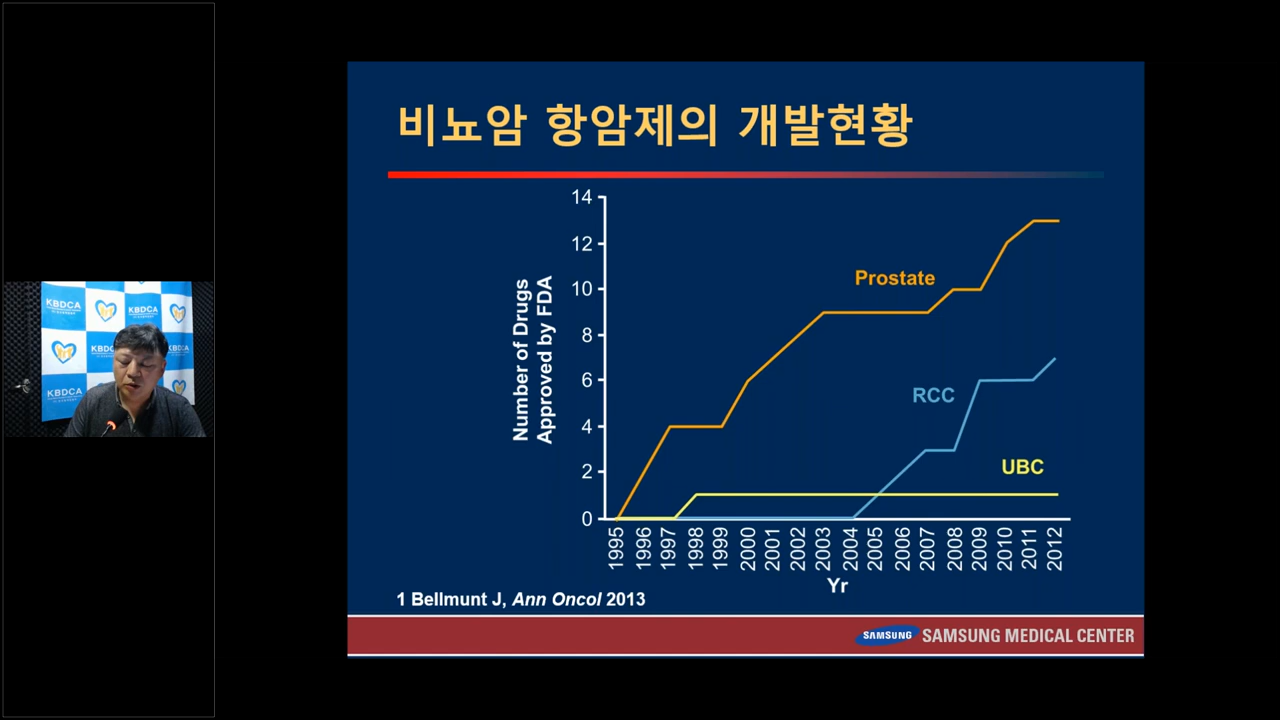 비뇨암 항암제의 개발현황
14
12
10
8
6
4
2
0
Number of Drugs
Approved by FDA
Prostate
RCC
UBC
1995 1996 1997 1998 1999 2000 2001 2002 2003 2004 2005 2006 2007 2008 2009 2010 2011 2012
Yr
1 Bellmunt J, Ann Oncol 2013
SAMSUNG SAMSUNG MEDICAL CENTER
KBDCA
KBDCA
KBDCA